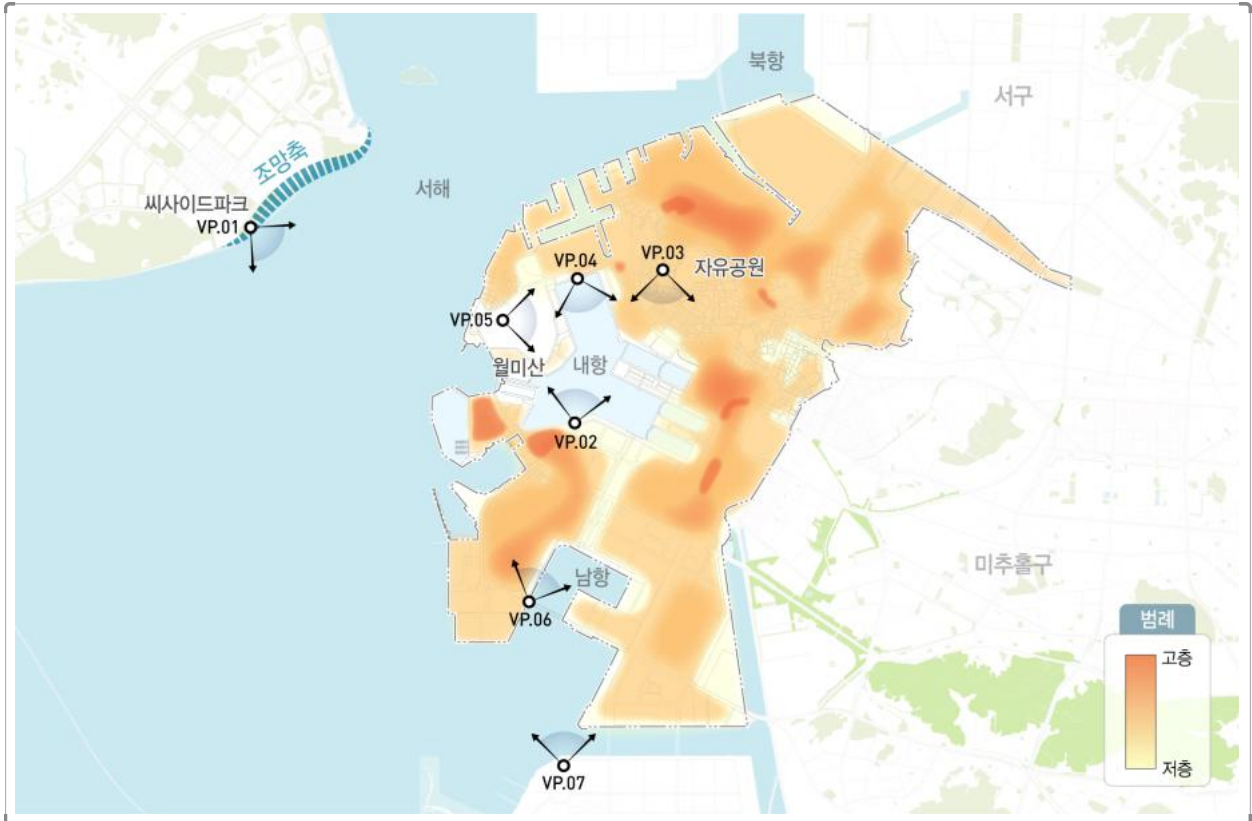 북항
서구
조망축
서해
씨사이드파크
VP.01
VP.04
VP.03
자유공원
VP.05
월미산
내항
VP.02
남항
미추홀구
VP.06
범례
고층
저층
VP.07